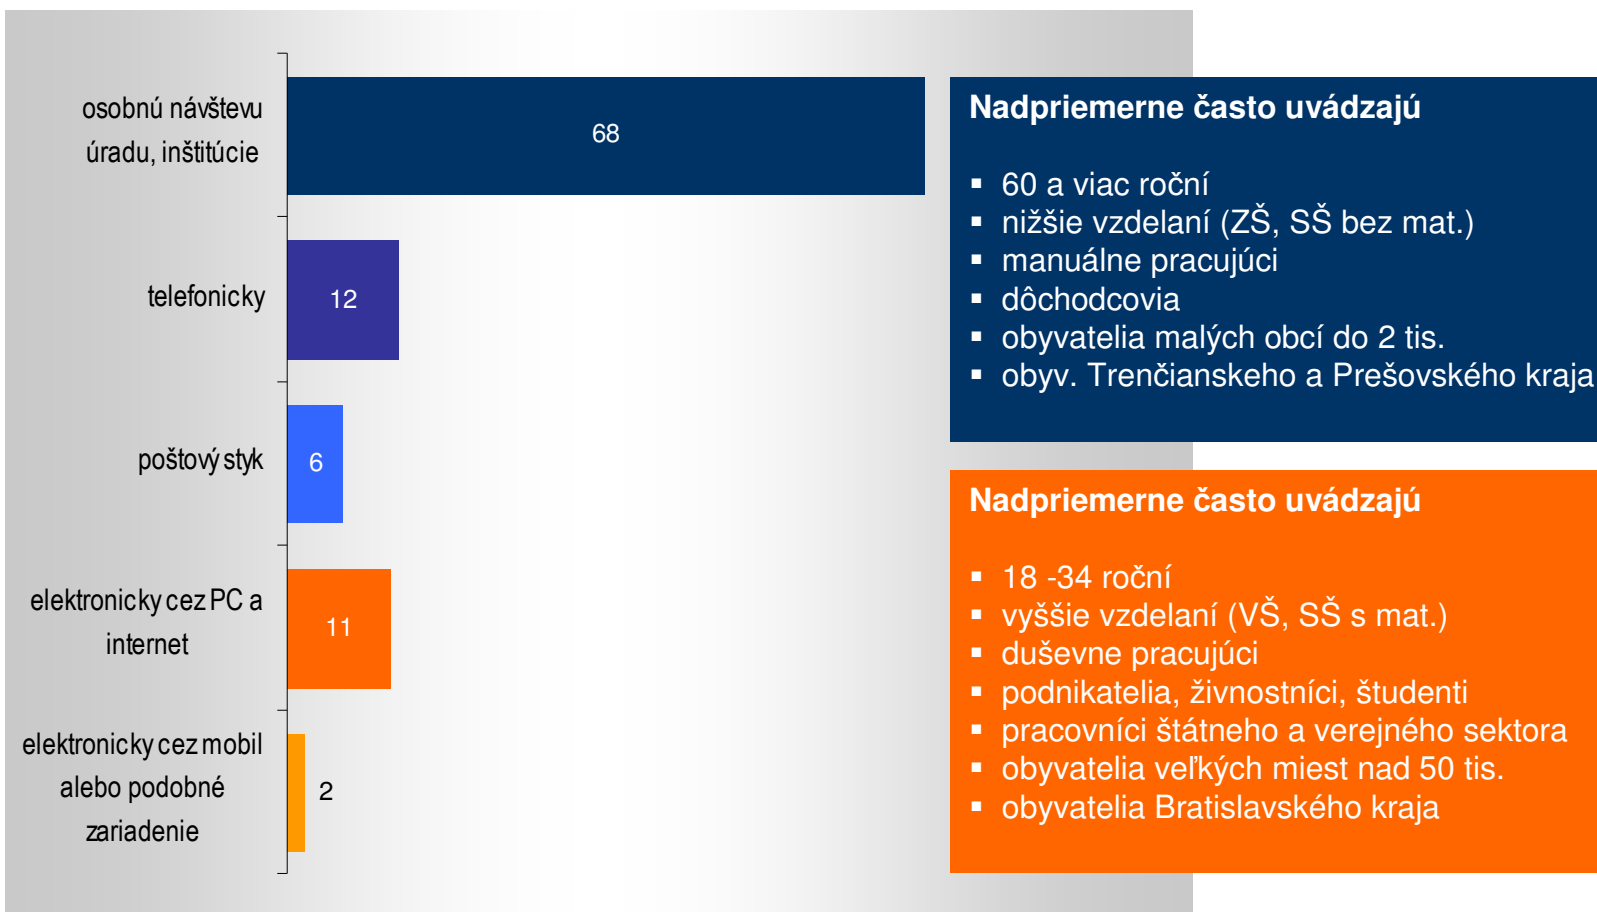 osobnú návštevu
úradu, inštitúcie
68
telefonicky
12
poštový styk
6
elektronicky cez PC a
internet
11
elektronicky cez mobil
alebo podobné
zariadenie
2
Nadpriemerne často uvádzajú
▪ 60 a viac roční
▪ nižšie vzdelaní (ZŠ, SŠ bez mat.)
▪ manuálne pracujúci
▪ dôchodcovia
▪ obyvatelia malých obcí do 2 tis.
▪ obyv. Trenčianskeho a Prešovského kraja
Nadpriemerne často uvádzajú
▪ 18 -34 roční
▪ vyššie vzdelaní (VŠ, SŠ s mat.)
▪ duševne pracujúci
▪ podnikatelia, živnostníci, študenti
▪ pracovníci štátneho a verejného sektora
▪ obyvatelia veľkých miest nad 50 tis.
▪ obyvatelia Bratislavského kraja